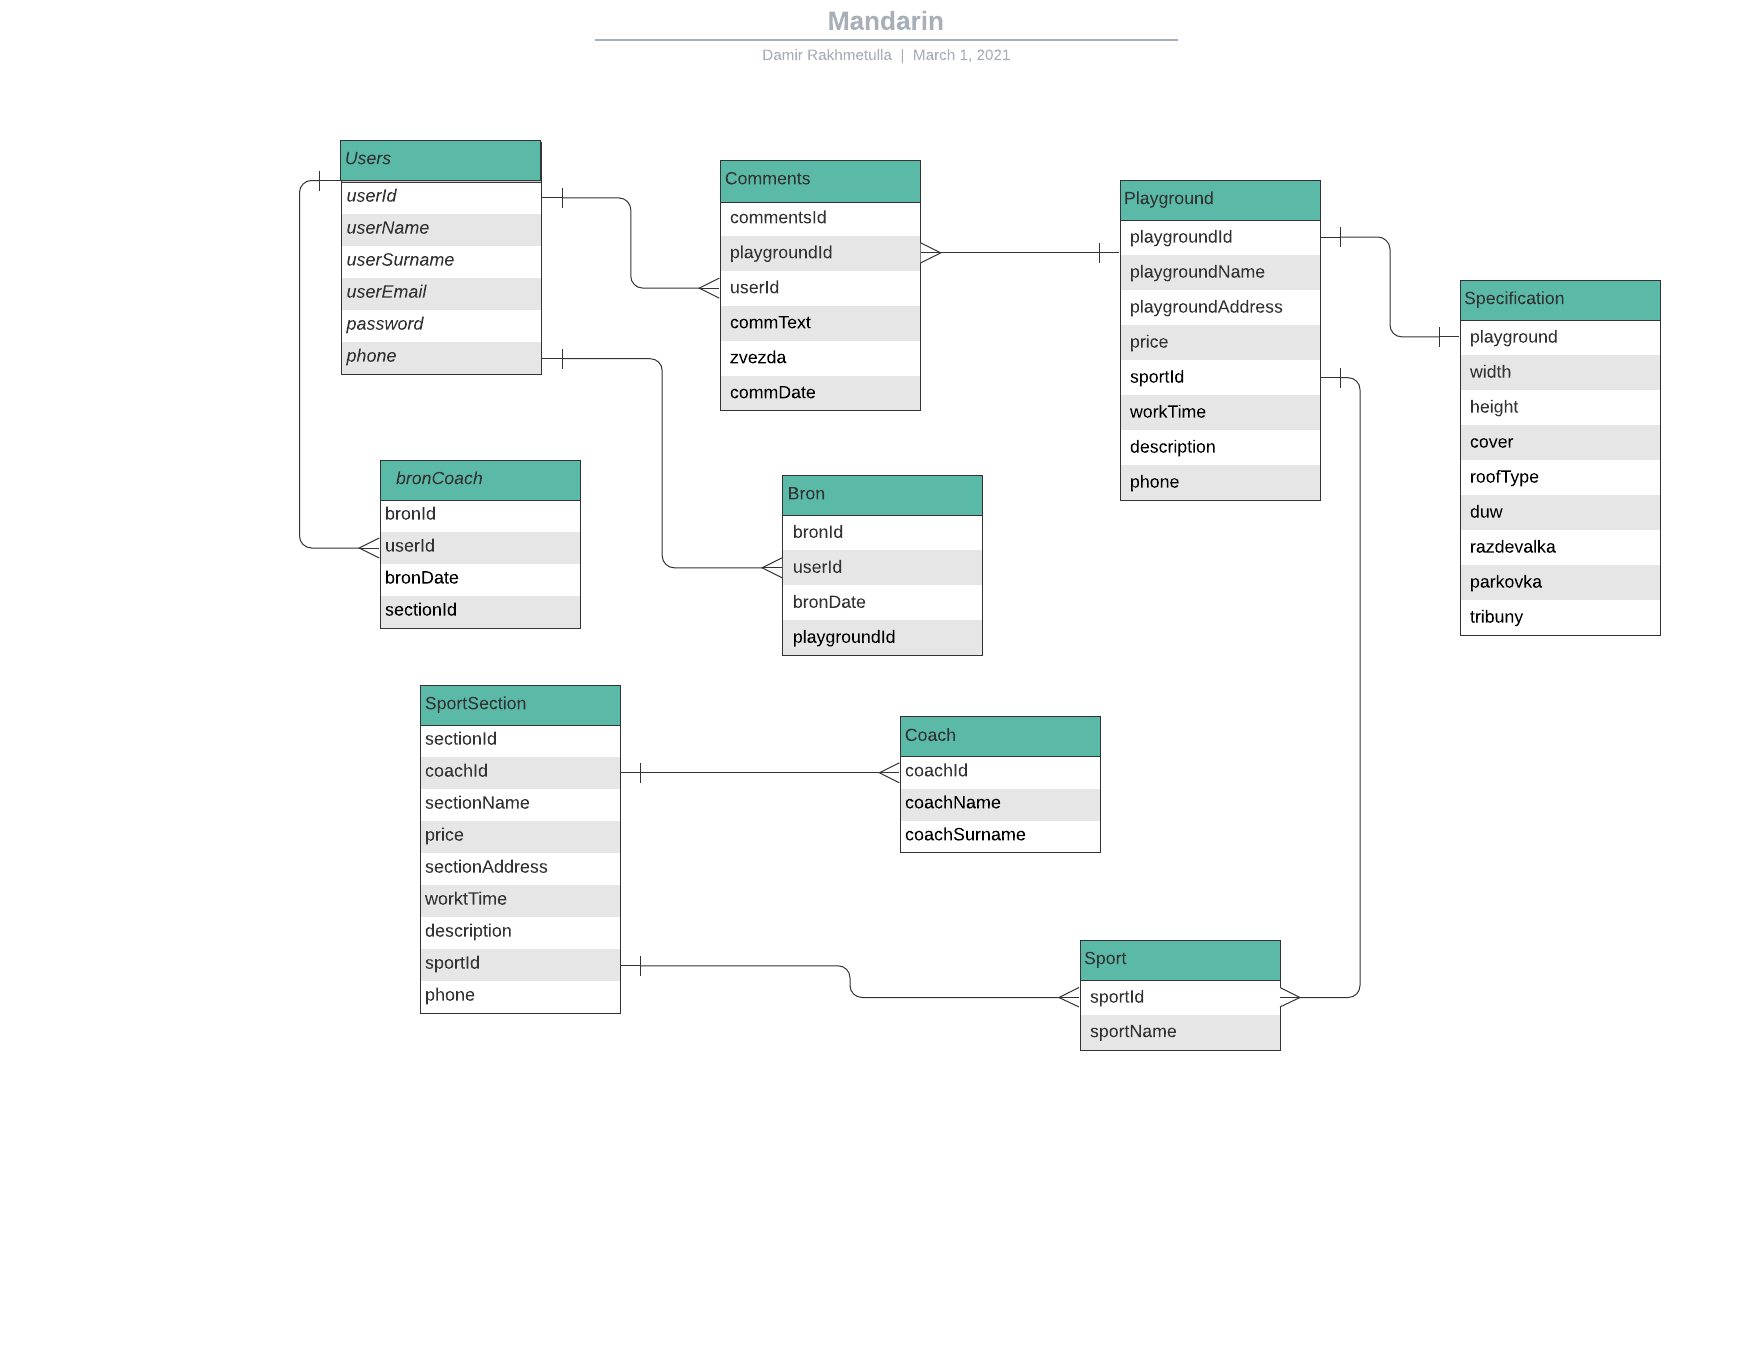 Mandarin
Damir Rakhmetulla | March 1, 2021
Users
userId
userName
userSurname
userEmail
password
phone
Comments
commentsId
playgroundId
userId
commText
zvezda
commDate
Playground
playgroundId
playgroundName
playgroundAddress
price
sportId
workTime
description
phone
Specification
playground
width
height
cover
roofType
duw
razdevalka
parkovka
tribuny
bronCoach
bronId
userId
bronDate
sectionId
Bron
bronId
userId
bronDate
playgroundId
SportSection
sectionId
coachId
sectionName
price
sectionAddress
worktTime
description
sportId
phone
Coach
coachId
coachName
coachSurname
Sport
sportId
sportName